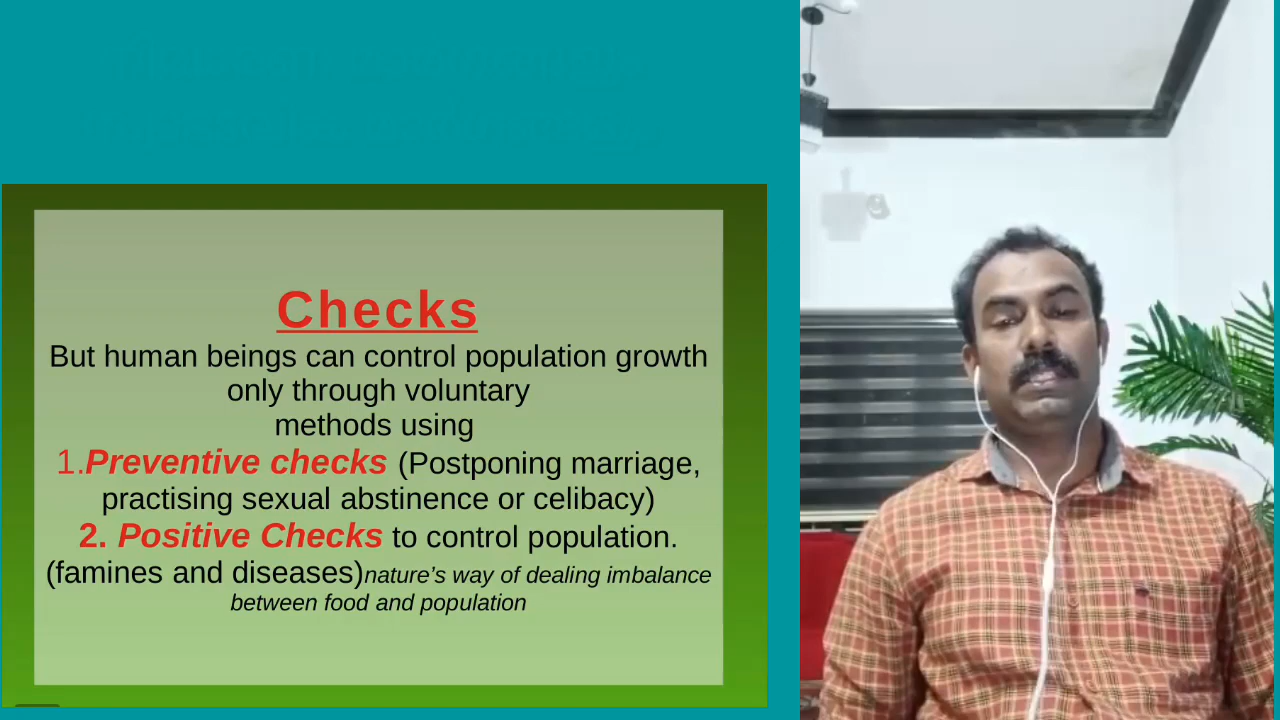 Checks
But human beings can control population growth
only through voluntary
methods using
1.Preventive checks (Postponing marriage,
practising sexual abstinence or celibacy)
2. Positive Checks to control population.
(famines and diseases)nature's way of dealing imbalance
between food and population